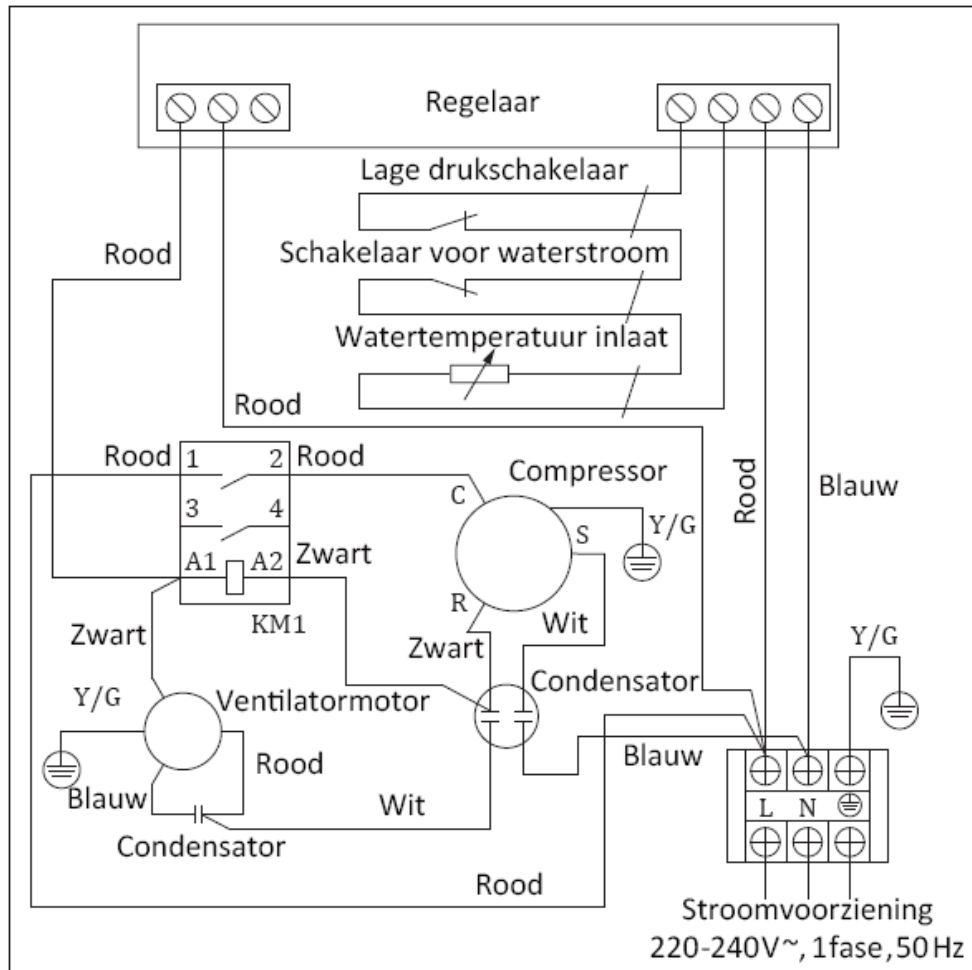 Regelaar
Lage drukschakelaar
Rood
Schakelaar voor waterstroom
Watertemperatuur inlaat
Rood
Rood
1 2
Rood
Compressor
C
Rood
Blauw
3 4
S
Y/G
A1 A2
Zwart
R
KM1
Wit
Zwart
Zwart
Y/G
Y/G
Ventilatormotor
Condensator
Rood
Blauw
Blauw
Wit
L N
Condensator
Rood
Stroomvoorziening
220-240V~, 1fase, 50Hz